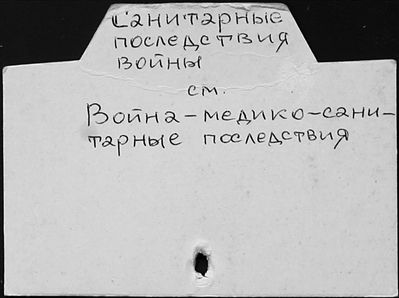 Санитарные
последствия
войны
см.
Война-медико-сани-
тарные последствия